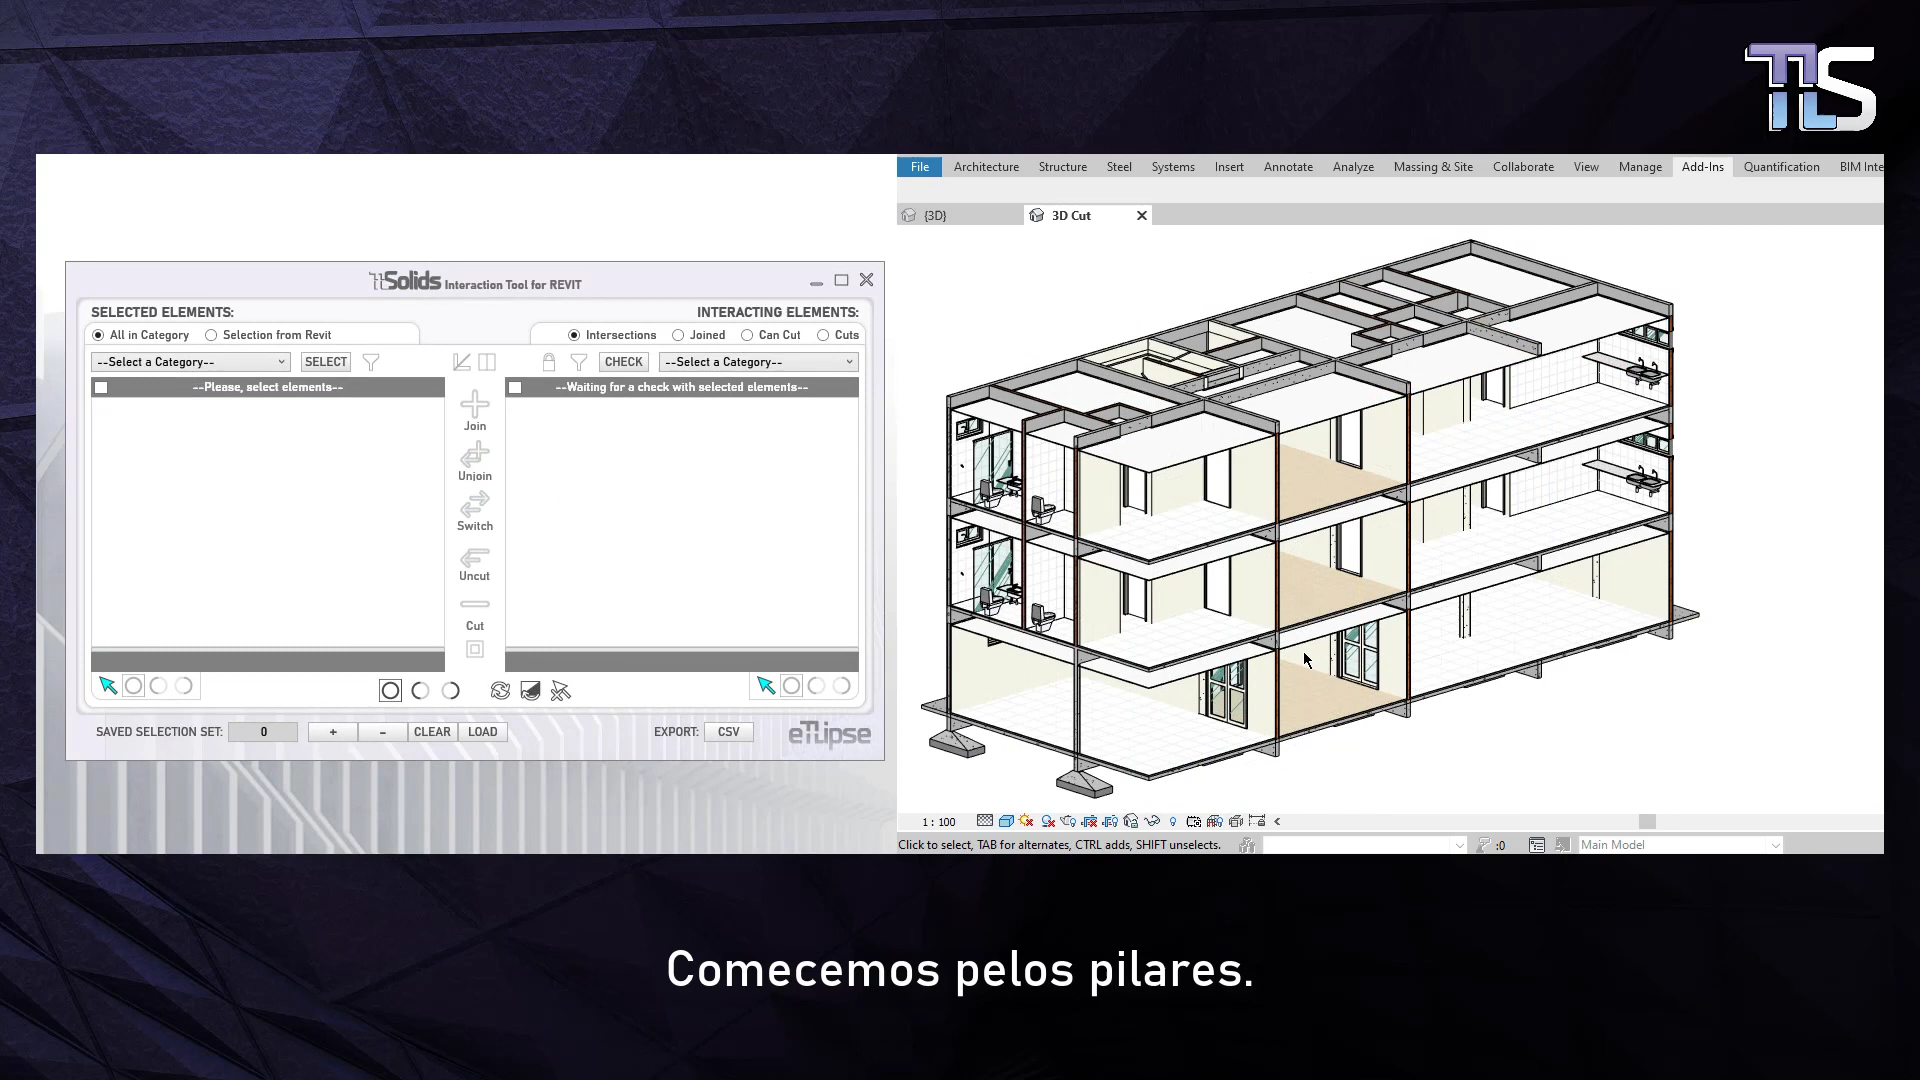 TTLS
File Architecture Structure Steel Systems Insert Annotate Analyze Massing & Site Collaborate View Manage Add-Ins Quantification BIM Inte
{3D} 3D Cut
ttSolids Interaction Tool for REVIT
SELECTED ELEMENTS: INTERACTING ELEMENTS:
All in Category Selection from Revit Intersections Joined Can Cut Cuts
--Select a Category-- SELECT CHECK --Select a Category--
--Please, select elements-- --Waiting for a check with selected elements--
Join
Unjoin
Switch
Uncut
Cut
SAVED SELECTION SET: 0 + - CLEAR LOAD EXPORT: CSV eTLipse
1 : 100
Click to select, TAB for alternates, CTRL adds, SHIFT unselects. :0 Main Model
Comecemos pelos pilares.